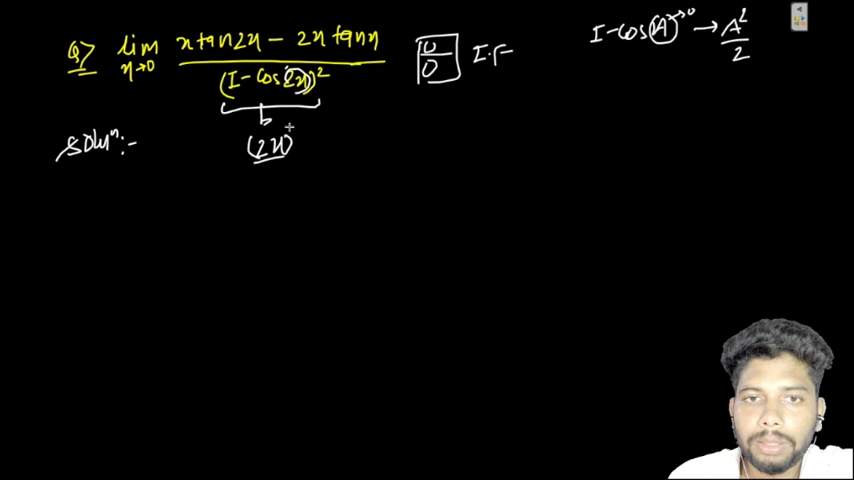 Q> lim x→0 (x tan2x - 2x tanx) / (1-cos2x)²
0/0 I.F
1-cos(A)→0 → A²/2
Solⁿ:-
(2x)